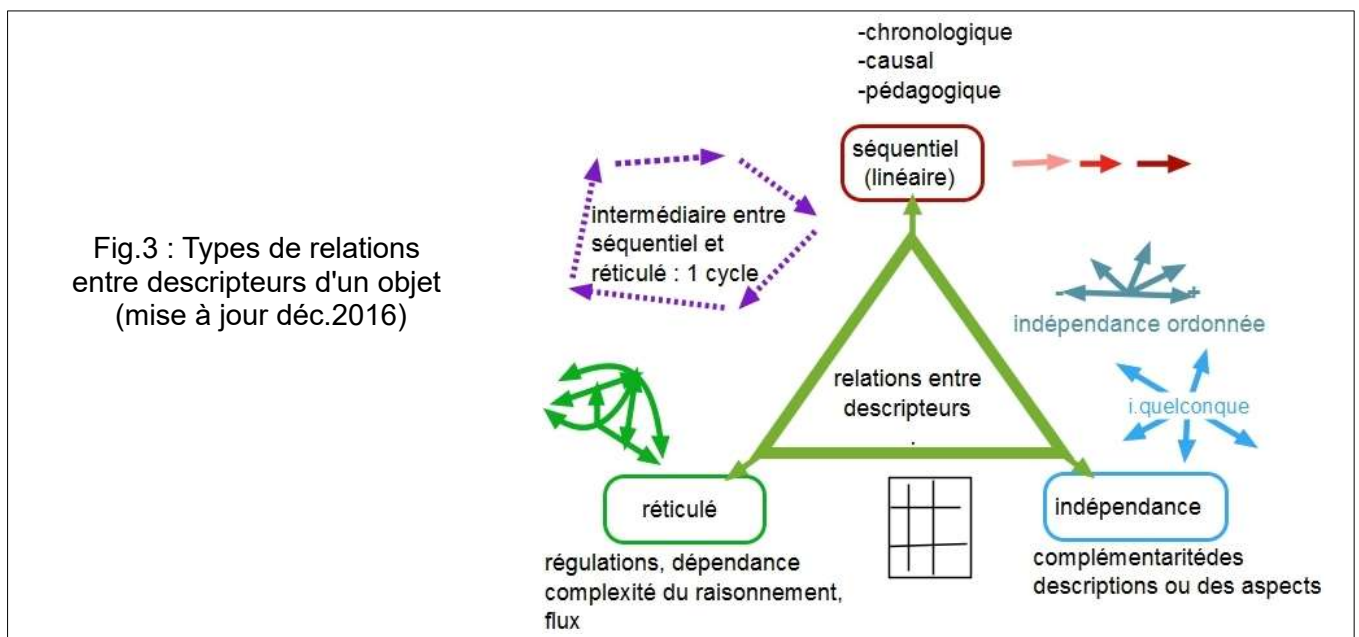 Fig.3 : Types de relations
entre descripteurs d'un objet
(mise à jour déc.2016)
-chronologique
-causal
-pédagogique
séquentiel
(linéaire)
intermédiaire entre
séquentiel et
réticulé : 1 cycle
- +
indépendance ordonnée
i.quelconque
relations entre
descripteurs
.
réticulé
régulations, dépendance
complexité du raisonnement,
flux
indépendance
complémentaritédes
descriptions ou des aspects